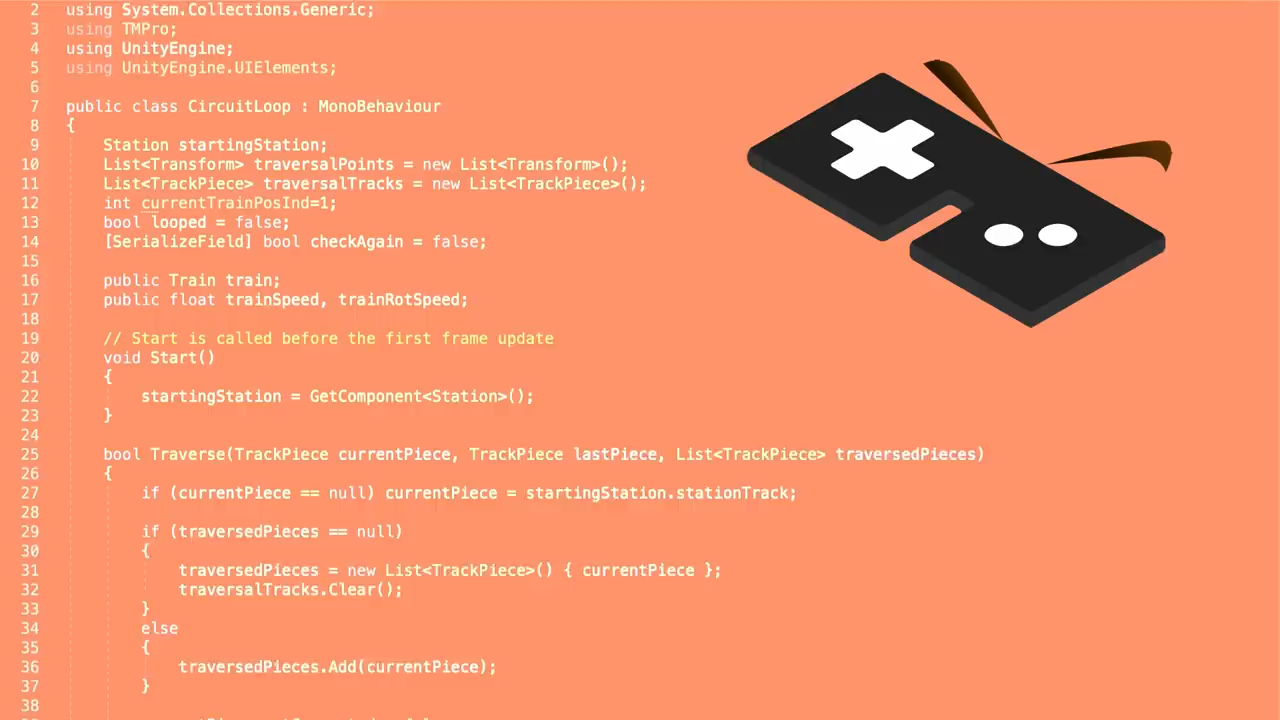 2 using System.Collections.Generic;
3 using TMPro;
4 using UnityEngine;
5 using UnityEngine.UIElements;
6
7 public class CircuitLoop : MonoBehaviour
8 {
9 Station startingStation;
10 List<Transform> traversalPoints = new List<Transform>();
11 List<TrackPiece> traversalTracks = new List<TrackPiece>();
12 int currentTrainPosInd=1;
13 bool looped = false;
14 [SerializeField] bool checkAgain = false;
15
16 public Train train;
17 public float trainSpeed, trainRotSpeed;
18
19 // Start is called before the first frame update
20 void Start()
21 {
22 startingStation = GetComponent<Station>();
23 }
24
25 bool Traverse(TrackPiece currentPiece, TrackPiece lastPiece, List<TrackPiece> traversedPieces)
26 {
27 if (currentPiece == null) currentPiece = startingStation.stationTrack;
28
29 if (traversedPieces == null)
30 {
31 traversedPieces = new List<TrackPiece>() { currentPiece };
32 traversalTracks.Clear();
33 }
34 else
35 {
36 traversedPieces.Add(currentPiece);
37 }
38